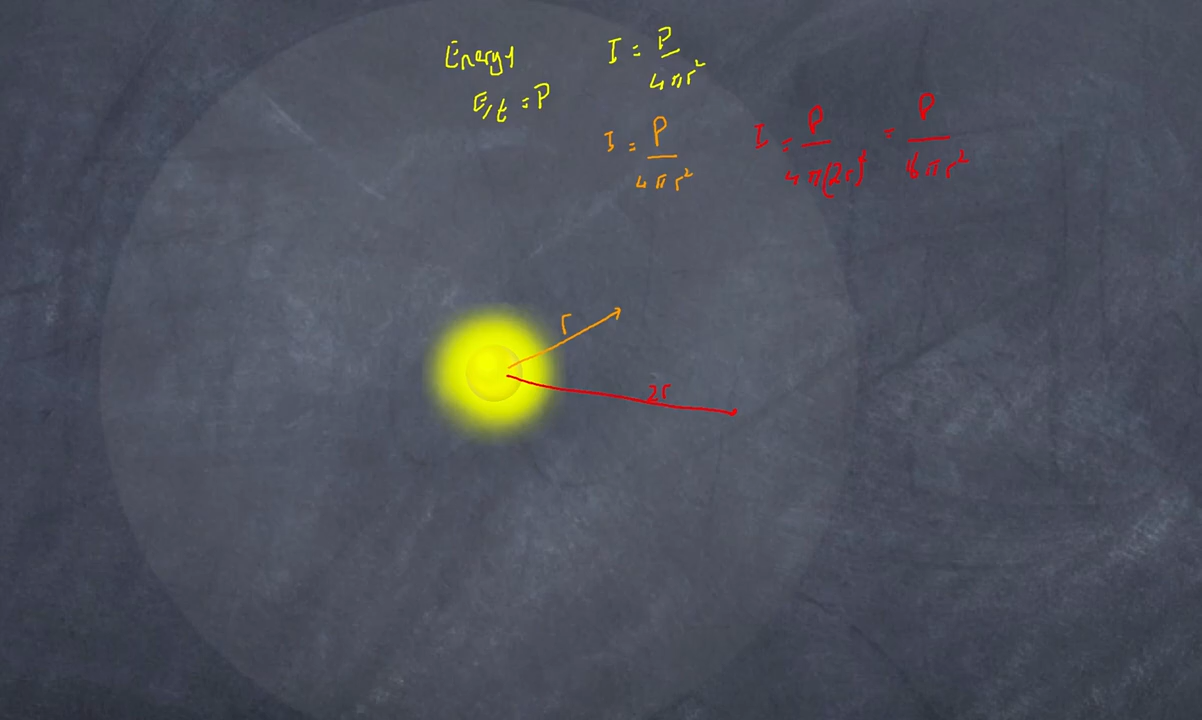 Energy
E/t = P
I = P / 4πr²
I = P / 4πr²
I = P / 4π(2r)² = P / 16πr²
r
2r